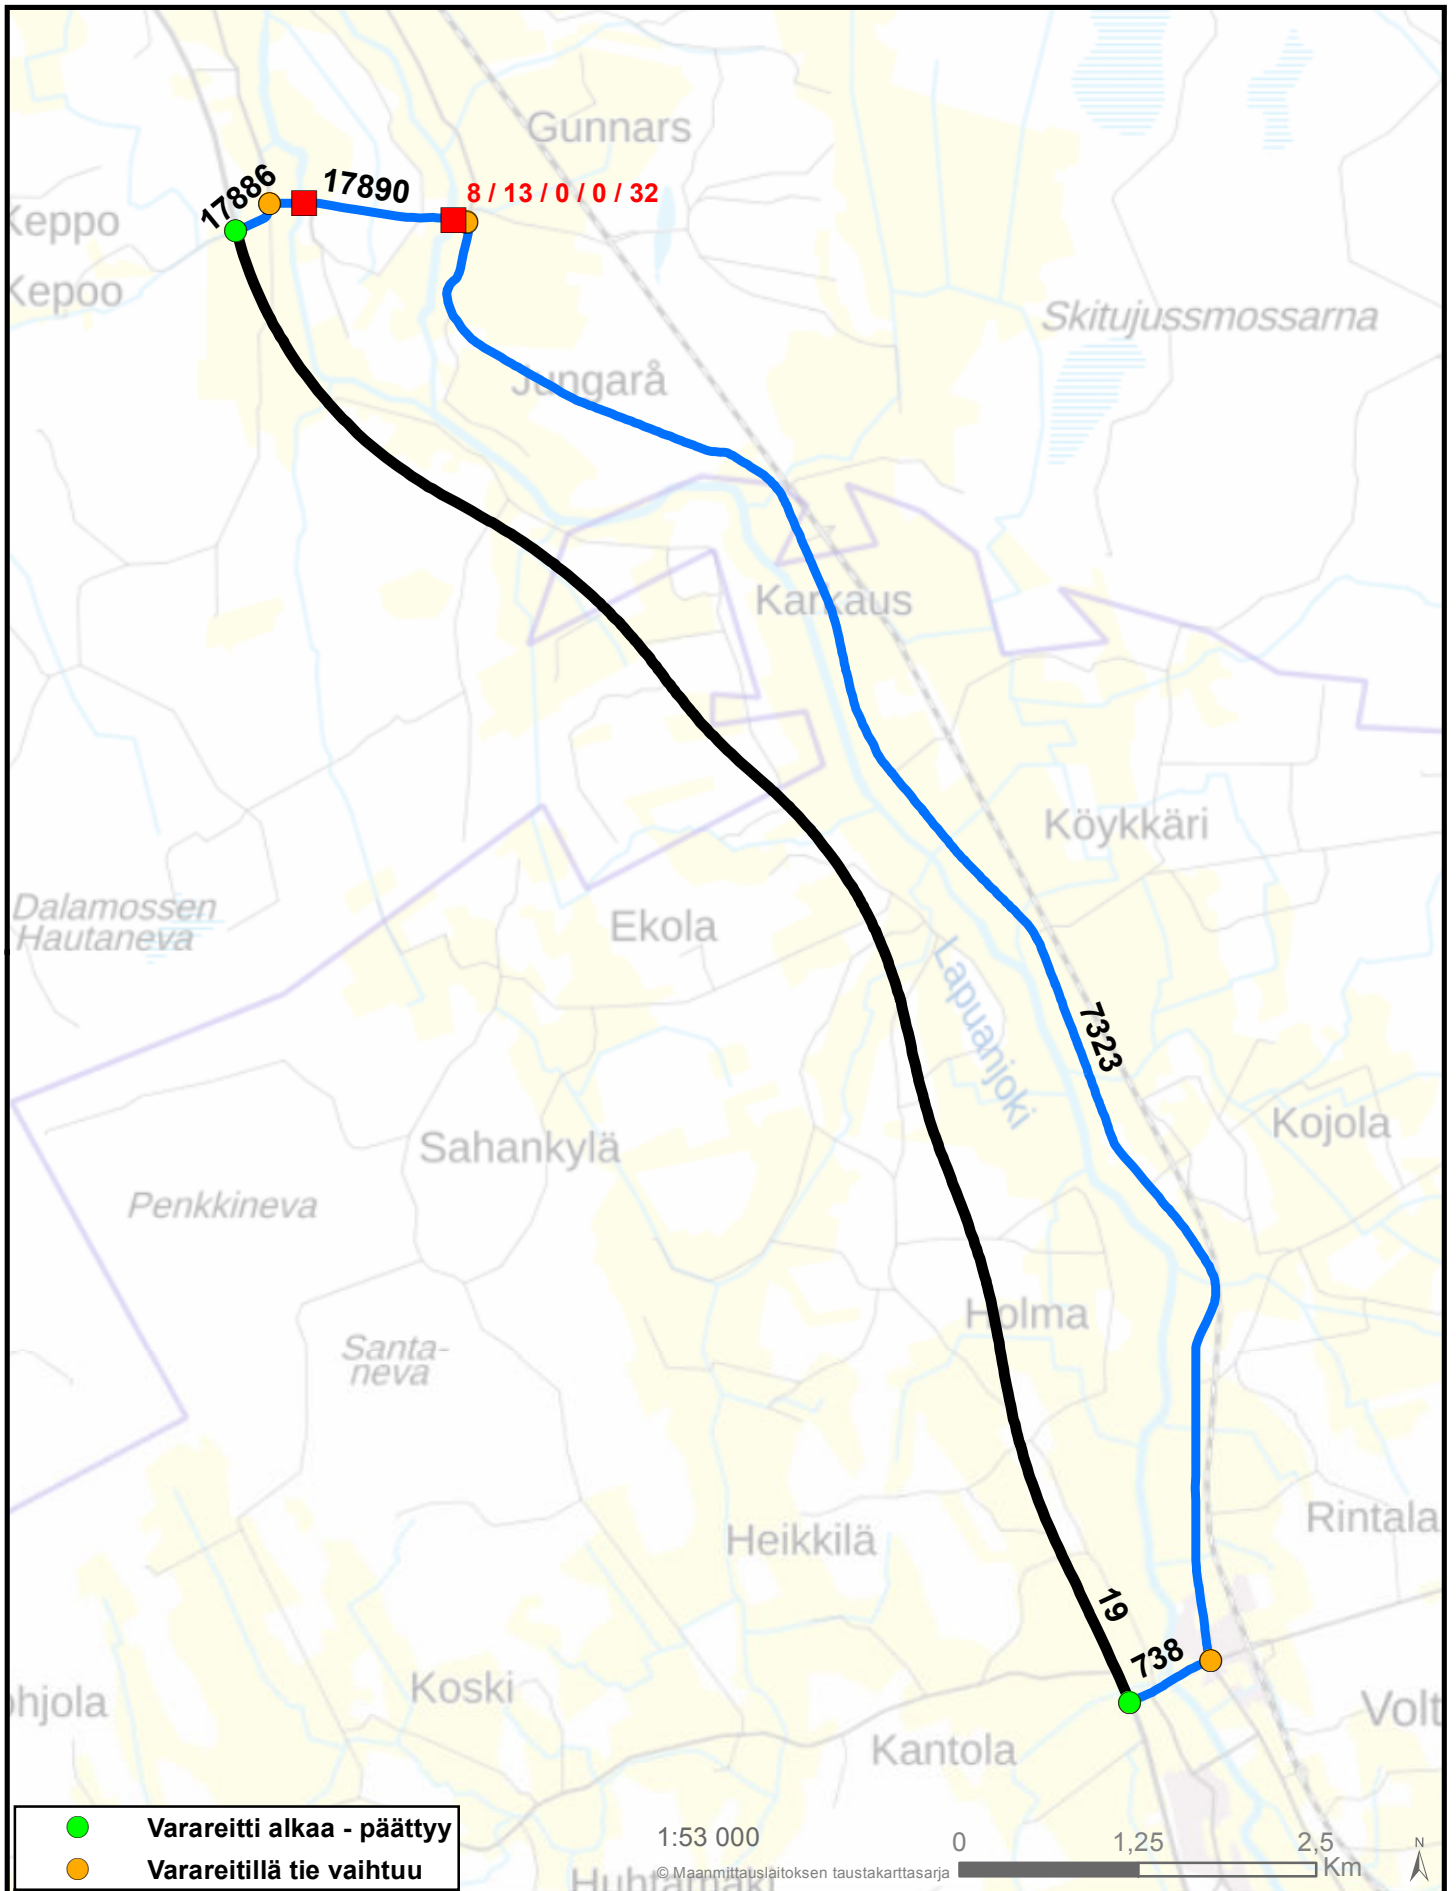 Gunnars
17886
17890
8 / 13 / 0 / 0 / 32
Keppo
Kepoo
Skitujussmossarna
Jungarå
Karkaus
Köykkäri
Dalamossen
Hautaneva
Ekola
Lapuanjoki
7323
Kojola
Sahankylä
Penkkineva
Holma
Santa-
neva
Rintala
Heikkilä
19
738
Koski
ohjola
Volt
Kantola
Varareitti alkaa - päättyy
Varareitillä tie vaihtuu
1:53 000
0 1,25 2,5
Km
N
© Maanmittauslaitoksen taustakarttasarja
Huhtamäki